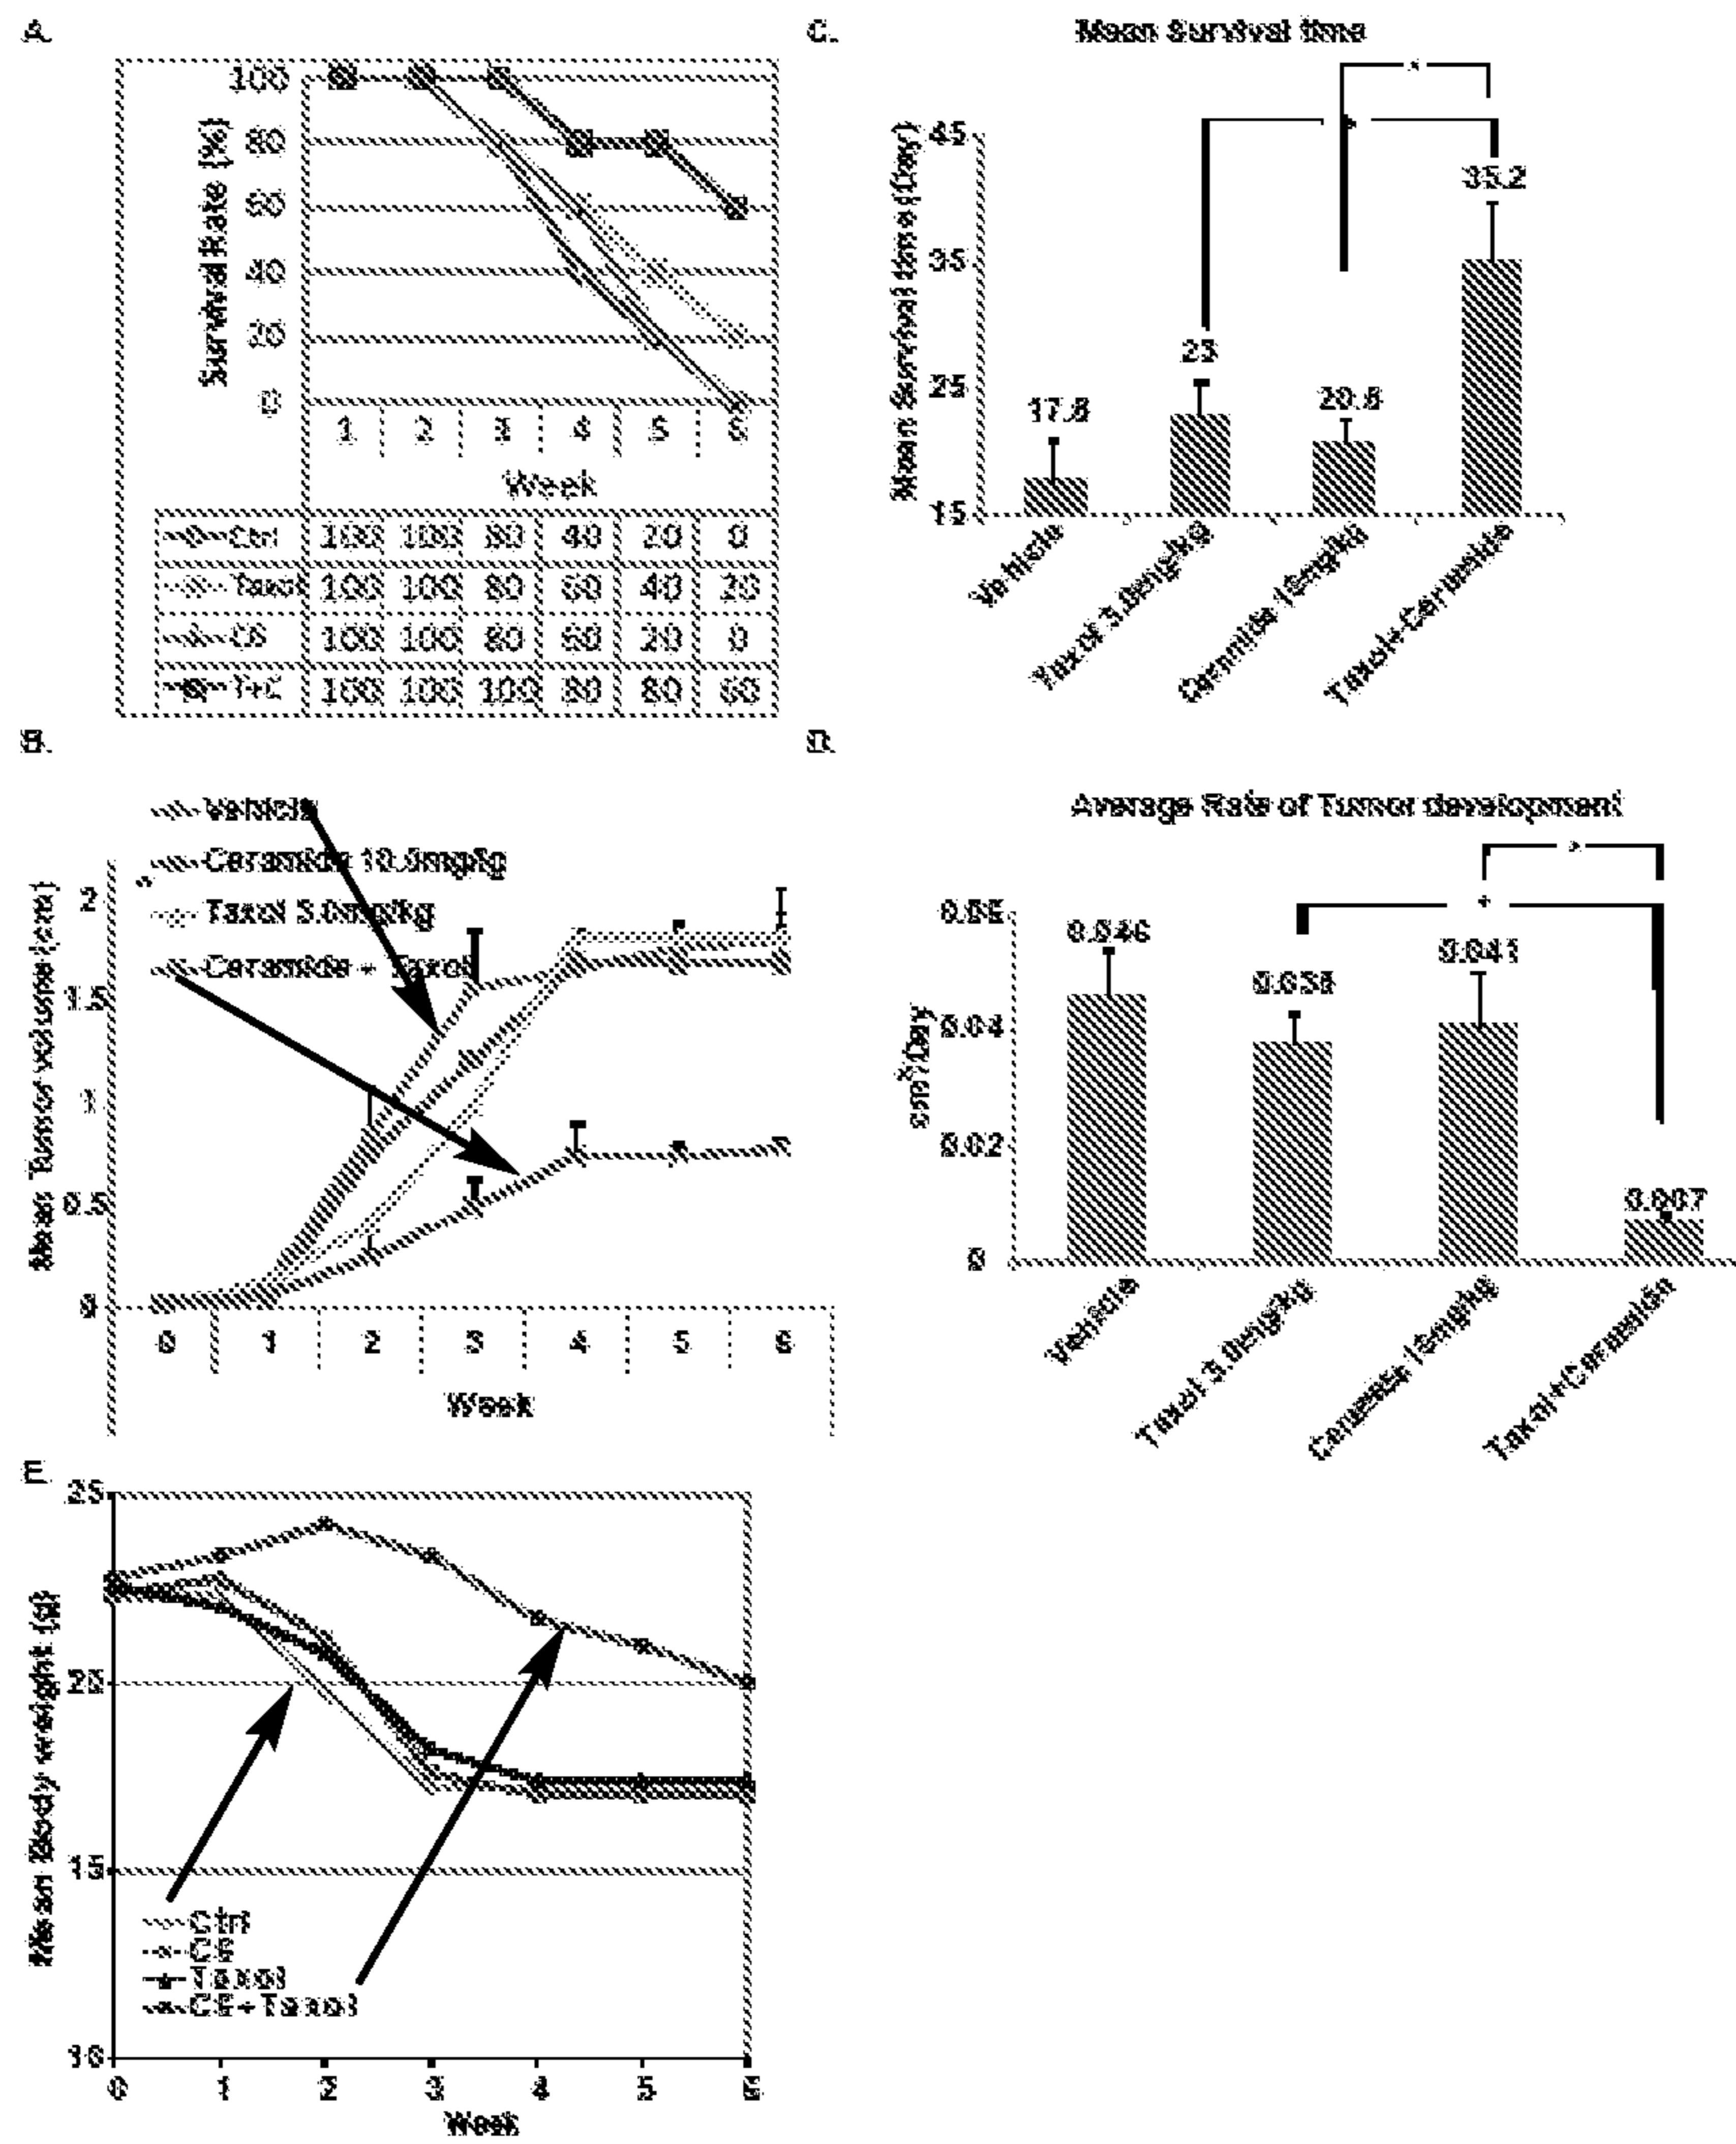 A.
Survival Rate (%)
100
80
60
40
20
0
1 2 3 4 5 6
Week
Ctrl 100 100 80 40 20 0
Taxol 100 100 80 60 40 20
C6 100 100 80 60 20 0
T+C 100 100 100 80 80 60
C.
Mean Survival time
Mean Survival time (Day)
45
35
25
15
*
*
17.8
23
20.8
35.2
Vehicle
Taxol 3.0mg/kg
Ceramide 10mg/kg
Taxol+Ceramide
B.
Vehicle
Ceramide 10.0mg/kg
Taxol 3.0mg/kg
Ceramide + Taxol
Mean Tumor volume (cm)
2
1.5
1
0.5
0
0 1 2 3 4 5 6
Week
D.
Average Rate of Tumor development
cm³/Day
0.06
0.04
0.02
0
*
*
0.046
0.038
0.041
0.007
Vehicle
Taxol 3.0mg/kg
Ceramide 10mg/kg
Taxol+Ceramide
E
Mean Body weight (g)
25
20
15
10
Ctrl
C6
Taxol
C6+Taxol
0 1 2 3 4 5 6
Week